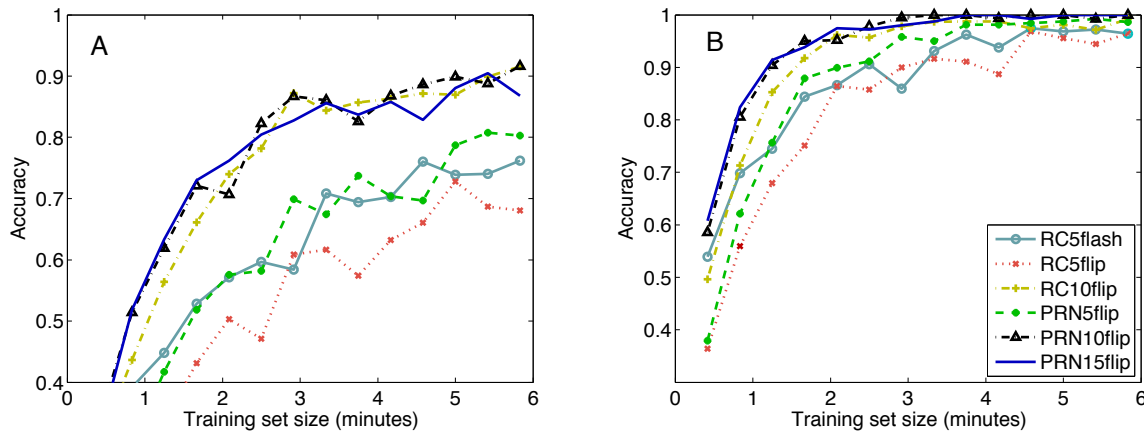 A
Accuracy
1
0.9
0.8
0.7
0.6
0.5
0.4
0 1 2 3 4 5 6
Training set size (minutes)
B
Accuracy
1
0.9
0.8
0.7
0.6
0.5
0.4
0 1 2 3 4 5 6
Training set size (minutes)
RC5flash
RC5flip
RC10flip
PRN5flip
PRN10flip
PRN15flip